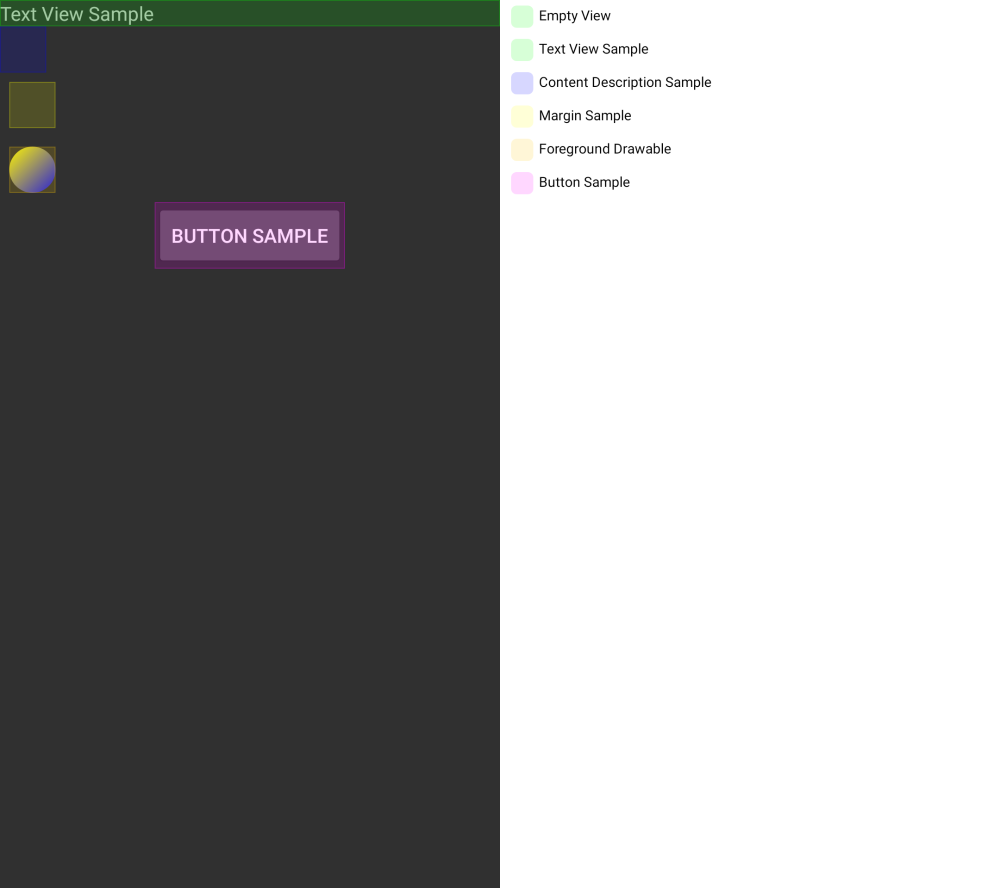 Text View Sample
BUTTON SAMPLE
Empty View
Text View Sample
Content Description Sample
Margin Sample
Foreground Drawable
Button Sample